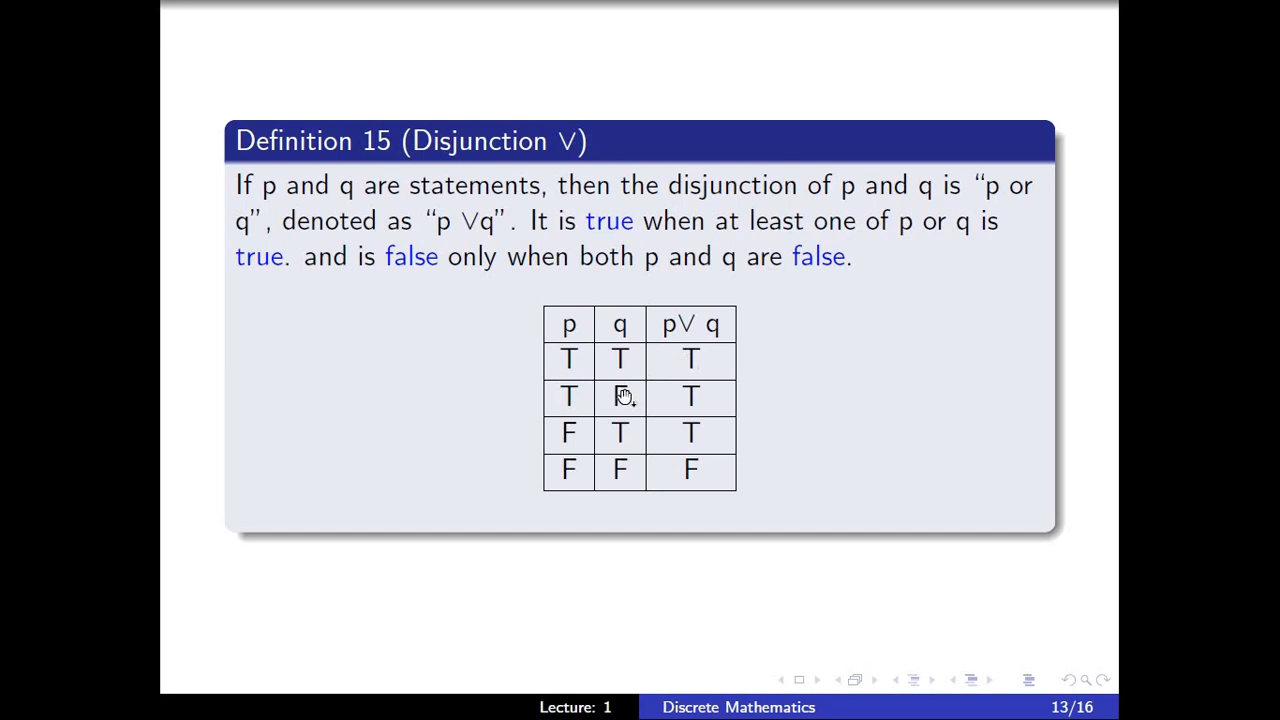 Definition 15 (Disjunction ∨)
If p and q are statements, then the disjunction of p and q is “p or
q”, denoted as “p ∨q”. It is true when at least one of p or q is
true. and is false only when both p and q are false.
p q p∨ q
T T T
T F T
F T T
F F F
Lecture: 1 Discrete Mathematics 13/16